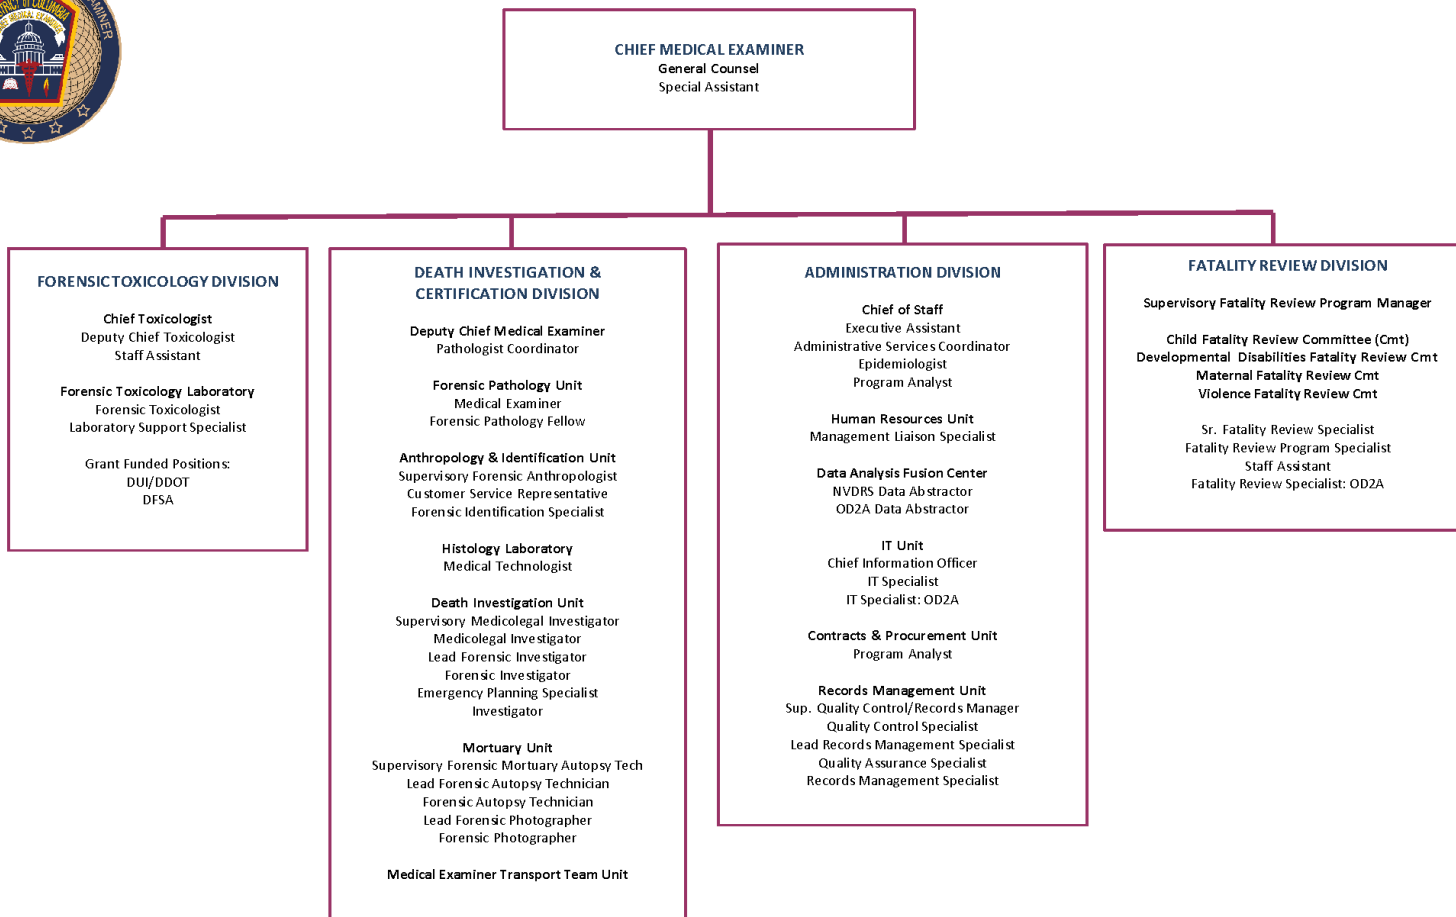 DISTRICT OF COLUMBIA
CHIEF MEDICAL EXAMINER
EXAMINER
CHIEF MEDICAL EXAMINER
General Counsel
Special Assistant
FORENSIC TOXICOLOGY DIVISION
Chief Toxicologist
Deputy Chief Toxicologist
Staff Assistant
Forensic Toxicology Laboratory
Forensic Toxicologist
Laboratory Support Specialist
Grant Funded Positions:
DUI/DDOT
DFSA
DEATH INVESTIGATION &
CERTIFICATION DIVISION
Deputy Chief Medical Examiner
Pathologist Coordinator
Forensic Pathology Unit
Medical Examiner
Forensic Pathology Fellow
Anthropology & Identification Unit
Supervisory Forensic Anthropologist
Customer Service Representative
Forensic Identification Specialist
Histology Laboratory
Medical Technologist
Death Investigation Unit
Supervisory Medicolegal Investigator
Medicolegal Investigator
Lead Forensic Investigator
Forensic Investigator
Emergency Planning Specialist
Investigator
Mortuary Unit
Supervisory Forensic Mortuary Autopsy Tech
Lead Forensic Autopsy Technician
Forensic Autopsy Technician
Lead Forensic Photographer
Forensic Photographer
Medical Examiner Transport Team Unit
ADMINISTRATION DIVISION
Chief of Staff
Executive Assistant
Administrative Services Coordinator
Epidemiologist
Program Analyst
Human Resources Unit
Management Liaison Specialist
Data Analysis Fusion Center
NVDRS Data Abstractor
OD2A Data Abstractor
IT Unit
Chief Information Officer
IT Specialist
IT Specialist: OD2A
Contracts & Procurement Unit
Program Analyst
Records Management Unit
Sup. Quality Control/Records Manager
Quality Control Specialist
Lead Records Management Specialist
Quality Assurance Specialist
Records Management Specialist
FATALITY REVIEW DIVISION
Supervisory Fatality Review Program Manager
Child Fatality Review Committee (Cmt)
Developmental Disabilities Fatality Review Cmt
Maternal Fatality Review Cmt
Violence Fatality Review Cmt
Sr. Fatality Review Specialist
Fatality Review Program Specialist
Staff Assistant
Fatality Review Specialist: OD2A